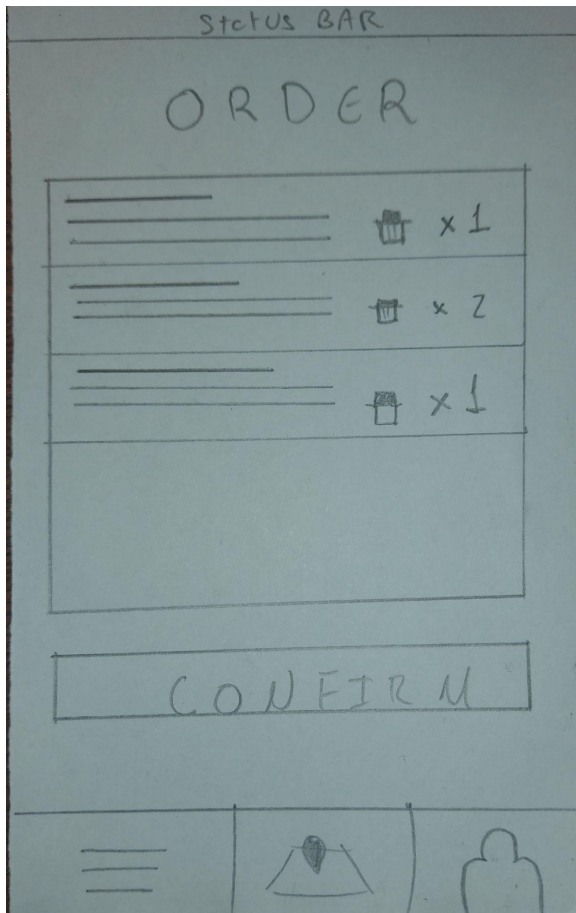 Status BAR
ORDER
x 1
x 2
x 1
CONFIRM